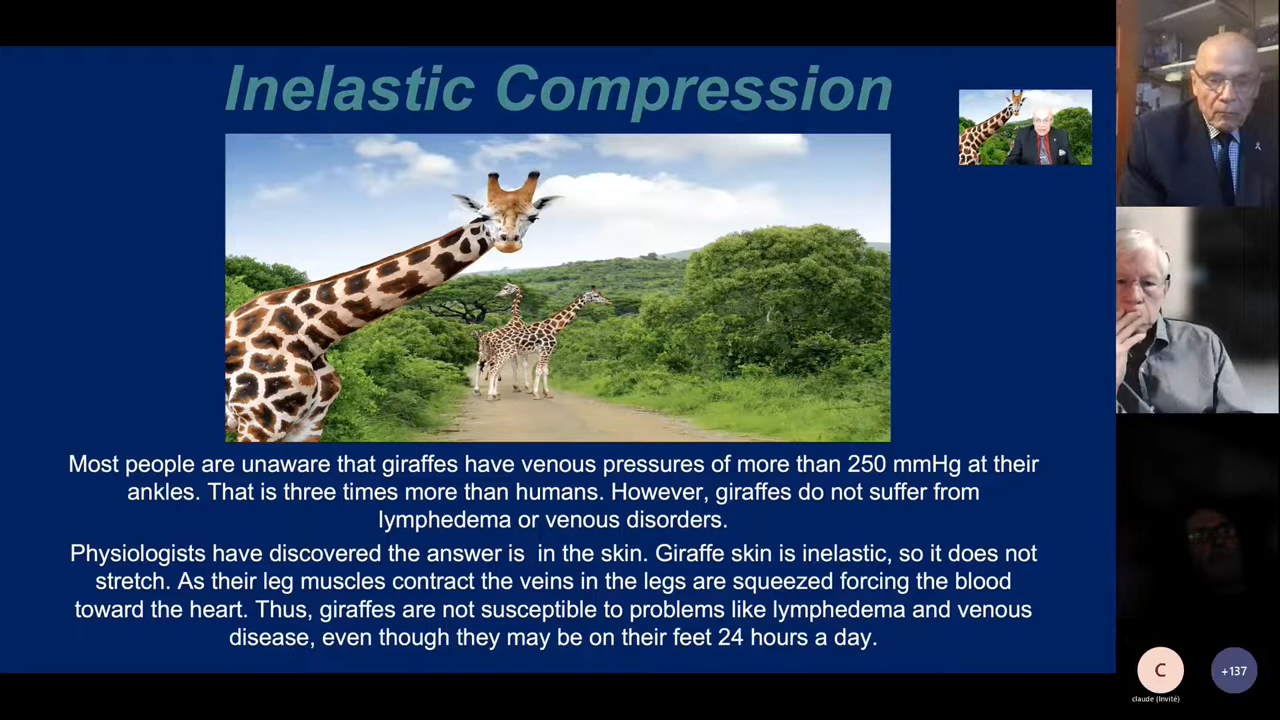 Inelastic Compression
Most people are unaware that giraffes have venous pressures of more than 250 mmHg at their
ankles. That is three times more than humans. However, giraffes do not suffer from
lymphedema or venous disorders.
Physiologists have discovered the answer is  in the skin. Giraffe skin is inelastic, so it does not
stretch. As their leg muscles contract the veins in the legs are squeezed forcing the blood
toward the heart. Thus, giraffes are not susceptible to problems like lymphedema and venous
disease, even though they may be on their feet 24 hours a day.
C
+137
claude (Invité)